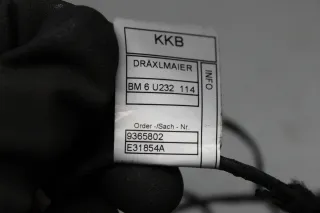 KKB
DRÄXLMAIER
BM 6 U232 114
INFO
Order -/Sach - Nr.
9365802
E31854A